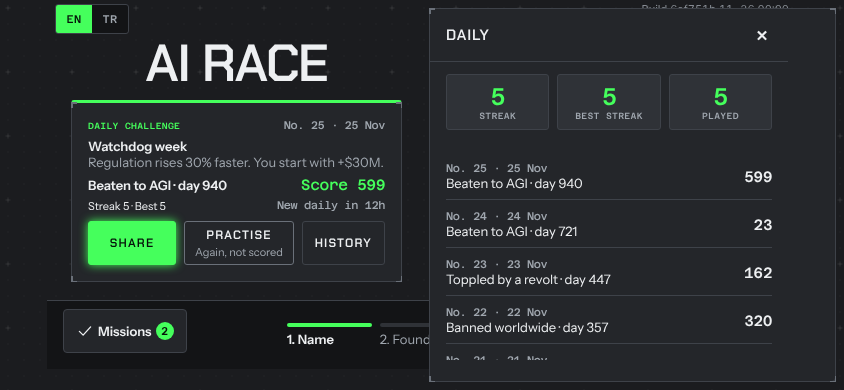 EN TR
AI RACE
DAILY CHALLENGE No. 25 · 25 Nov
Watchdog week
Regulation rises 30% faster. You start with +$30M.
Beaten to AGI · day 940 Score 599
Streak 5 · Best 5 New daily in 12h
SHARE
PRACTISE
Again, not scored
HISTORY
Missions 2
1. Name
2. Found
DAILY ×
5 5 5
STREAK BEST STREAK PLAYED
No. 25 · 25 Nov
Beaten to AGI · day 940 599
No. 24 · 24 Nov
Beaten to AGI · day 721 23
No. 23 · 23 Nov
Toppled by a revolt · day 447 162
No. 22 · 22 Nov
Banned worldwide · day 357 320
No. 21 · 21 Nov